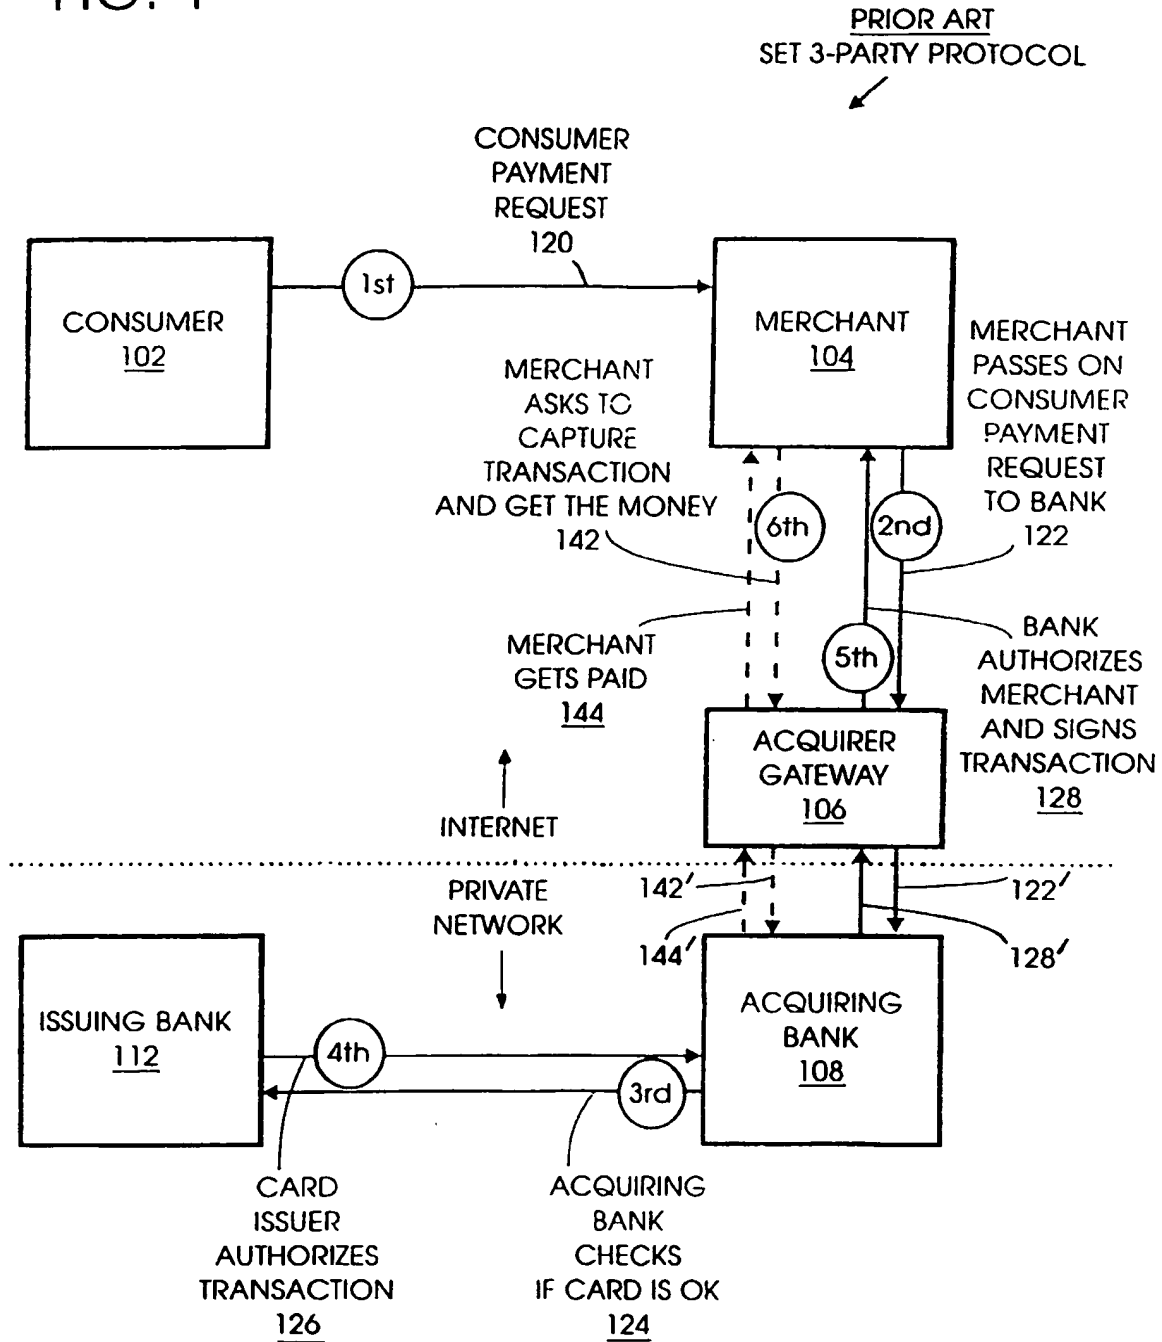 FIG. 1
PRIOR ART
SET 3-PARTY PROTOCOL
CONSUMER
PAYMENT
REQUEST
120
1st
CONSUMER
102
MERCHANT
104
MERCHANT
ASKS TO
CAPTURE
TRANSACTION
AND GET THE MONEY
142
MERCHANT
PASSES ON
CONSUMER
PAYMENT
REQUEST
TO BANK
122
6th
2nd
MERCHANT
GETS PAID
144
5th
BANK
AUTHORIZES
MERCHANT
AND SIGNS
TRANSACTION
128
ACQUIRER
GATEWAY
106
INTERNET
PRIVATE
NETWORK
142'
144'
122'
128'
ISSUING BANK
112
4th
3rd
ACQUIRING
BANK
108
CARD
ISSUER
AUTHORIZES
TRANSACTION
126
ACQUIRING
BANK
CHECKS
IF CARD IS OK
124